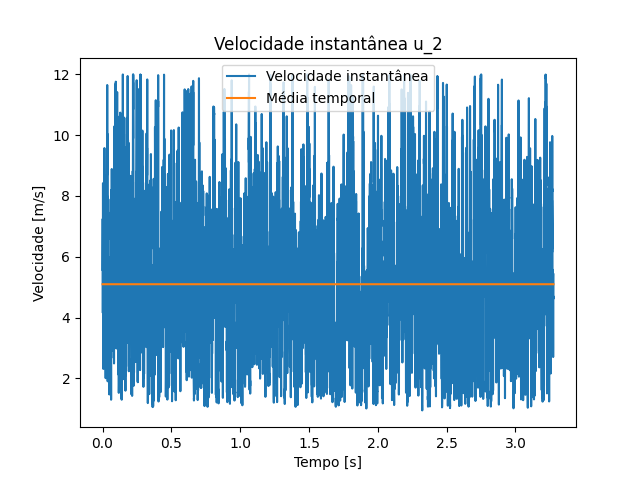 Velocidade instantânea u_2
Velocidade instantânea
Média temporal
12
10
8
6
4
2
Velocidade [m/s]
0.0 0.5 1.0 1.5 2.0 2.5 3.0
Tempo [s]